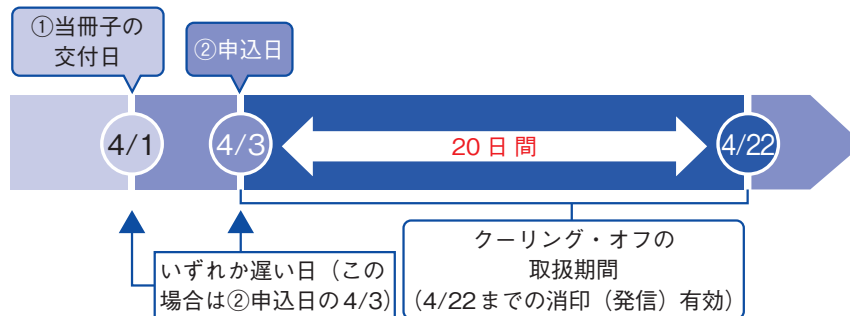 ①当冊子の
交付日
②申込日
4/1
4/3
20日間
4/22
いずれか遅い日（この
場合は②申込日の4/3）
クーリング・オフの
取扱期間
（4/22までの消印（発信）有効）